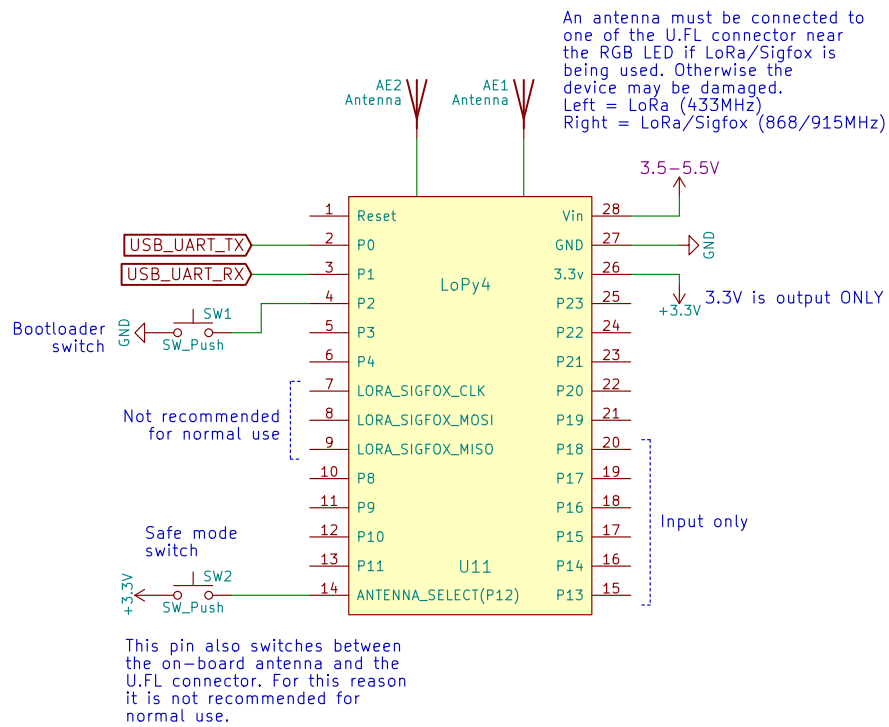 An antenna must be connected to
one of the U.FL connector near
the RGB LED if LoRa/Sigfox is
being used. Otherwise the
device may be damaged.
Left = LoRa (433MHz)
Right = LoRa/Sigfox (868/915MHz)
AE2
Antenna
AE1
Antenna
3.5-5.5V
1 Reset
Vin 28
USB_UART_TX 2 P0
GND 27 GND
USB_UART_RX 3 P1
3.3v 26
LoPy4
+3.3V
3.3V is output ONLY
4 P2
P23 25
Bootloader
switch
GND
SW1
SW_Push
5 P3
P22 24
6 P4
P21 23
7 LORA_SIGFOX_CLK
P20 22
Not recommended
for normal use
8 LORA_SIGFOX_MOSI
P19 21
9 LORA_SIGFOX_MISO
P18 20
10 P8
P17 19
11 P9
P16 18
Input only
12 P10
P15 17
Safe mode
switch
13 P11
U11
P14 16
+3.3V
SW2
SW_Push
14 ANTENNA_SELECT(P12)
P13 15
This pin also switches between
the on-board antenna and the
U.FL connector. For this reason
it is not recommended for
normal use.